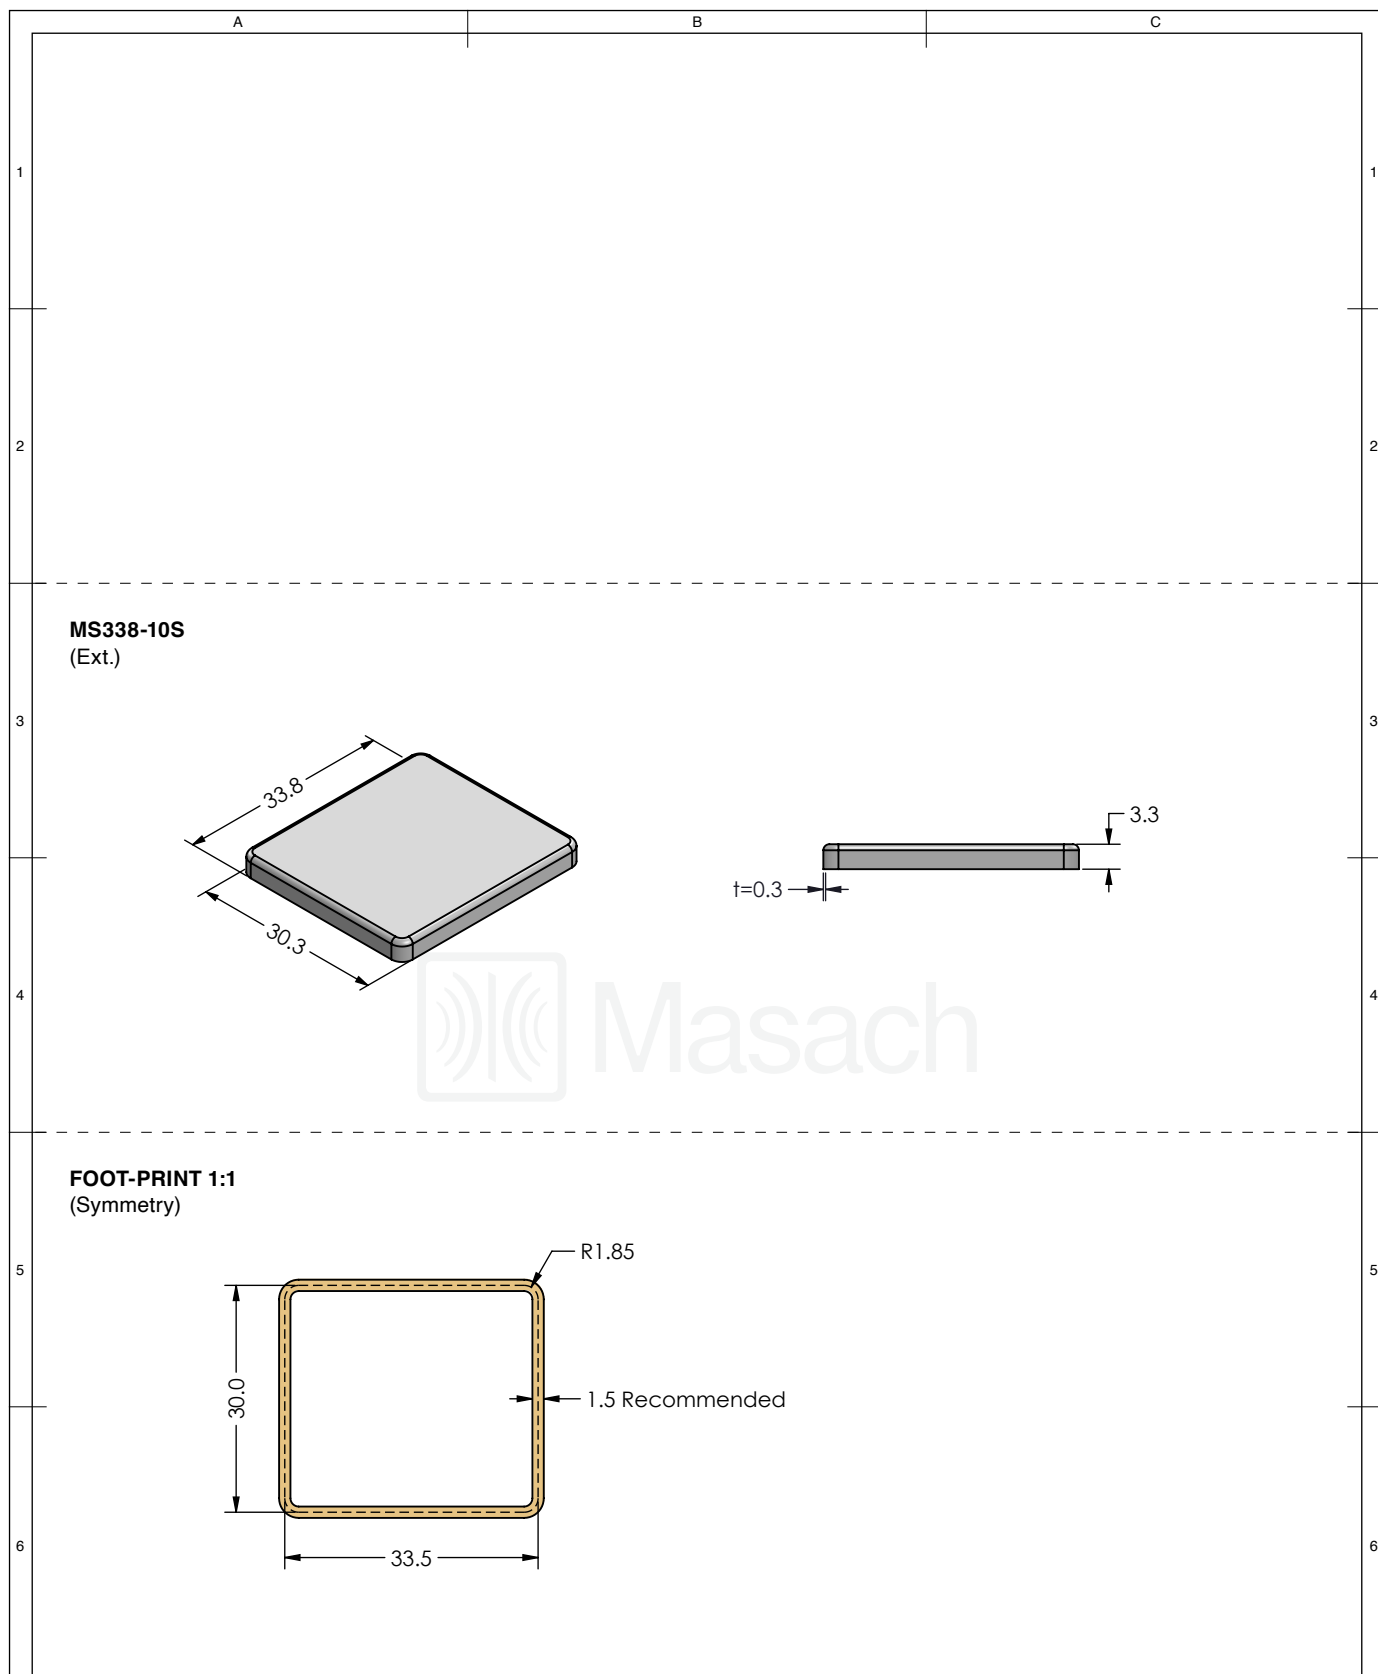 A B C
1 1
2 2
MS338-10S
(Ext.)
3 3
33.8
3.3
t=0.3
30.3
4 4
Masach
FOOT-PRINT 1:1
(Symmetry)
R1.85
5 5
30.0
1.5 Recommended
6 6
33.5